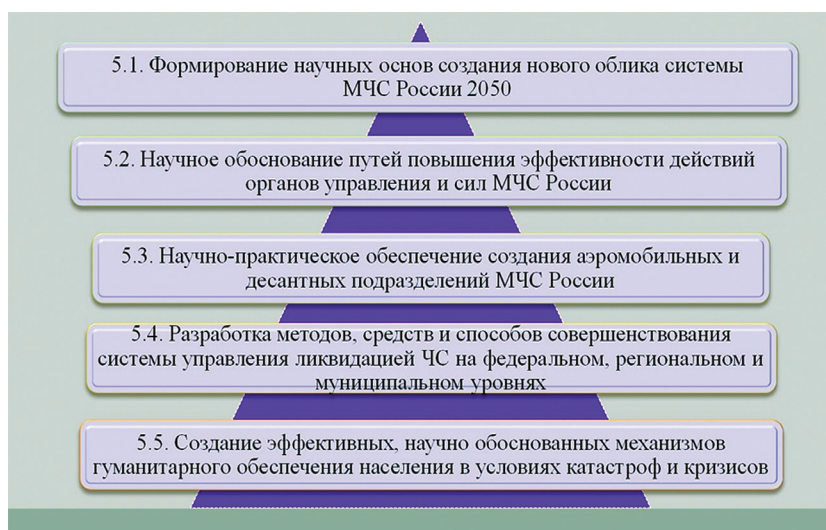 5.1. Формирование научных основ создания нового облика системы
МЧС России 2050
5.2. Научное обоснование путей повышения эффективности действий
органов управления и сил МЧС России
5.3. Научно-практическое обеспечение создания аэромобильных и
десантных подразделений МЧС России
5.4. Разработка методов, средств и способов совершенствования
системы управления ликвидацией ЧС на федеральном, региональном и
муниципальном уровнях
5.5. Создание эффективных, научно обоснованных механизмов
гуманитарного обеспечения населения в условиях катастроф и кризисов